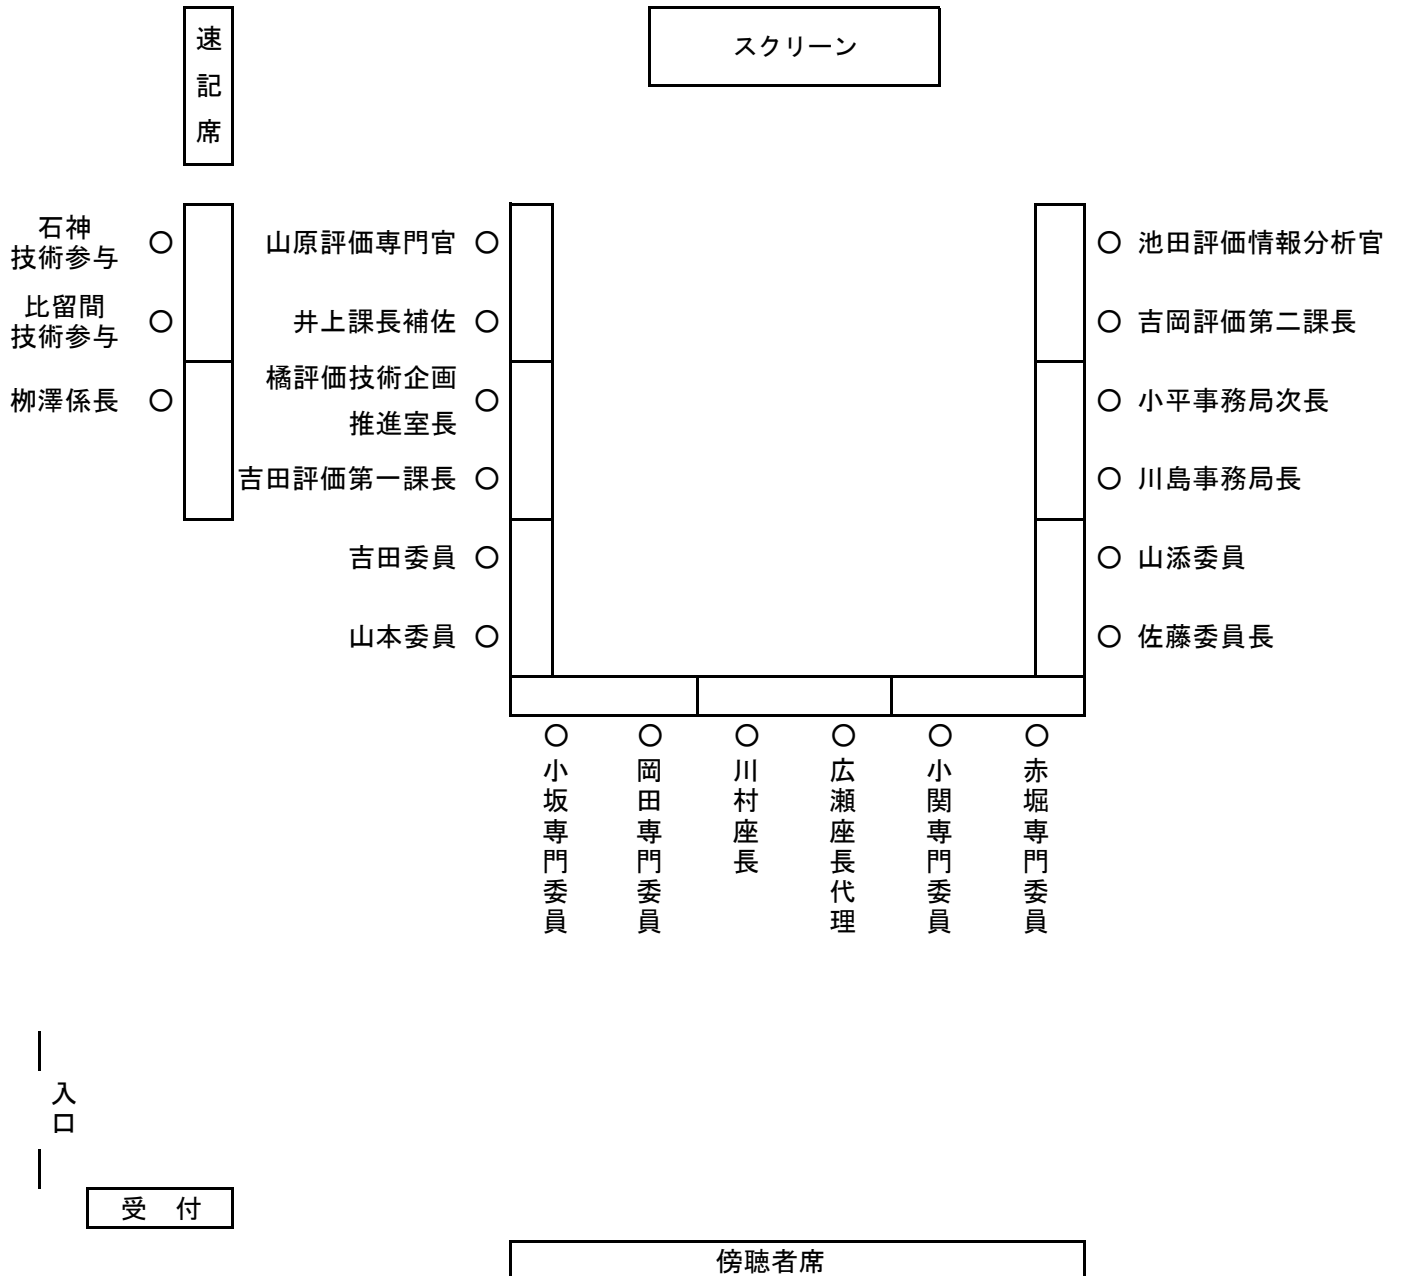 速記席
スクリーン
石神
技術参与
比留間
技術参与
栁澤係長
山原評価専門官
井上課長補佐
橘評価技術企画
推進室長
吉田評価第一課長
吉田委員
山本委員
池田評価情報分析官
吉岡評価第二課長
小平事務局次長
川島事務局長
山添委員
佐藤委員長
小坂専門委員
岡田専門委員
川村座長
広瀬座長代理
小関専門委員
赤堀専門委員
入口
受　付
傍聴者席